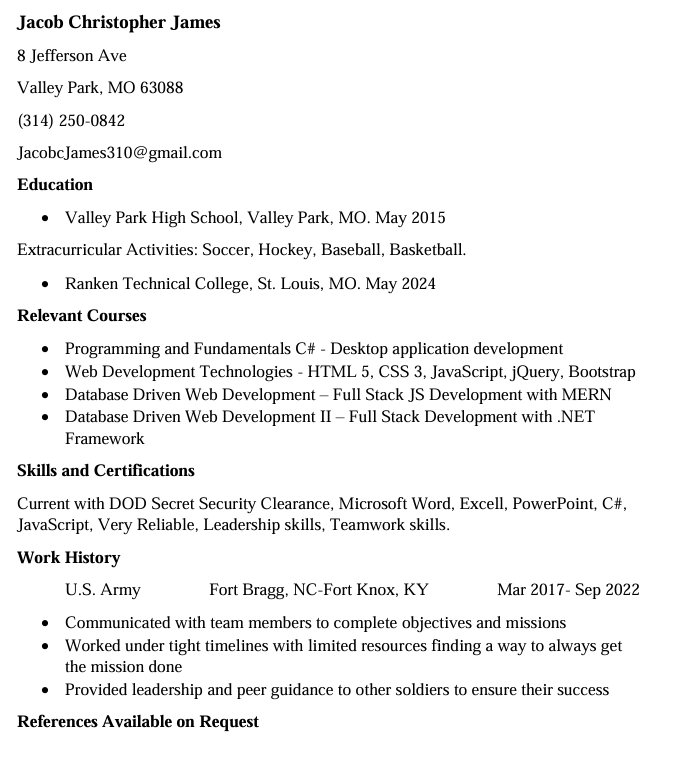 Jacob Christopher James
8 Jefferson Ave
Valley Park, MO 63088
(314) 250-0842
JacobcJames310@gmail.com
Education
• Valley Park High School, Valley Park, MO. May 2015
Extracurricular Activities: Soccer, Hockey, Baseball, Basketball.
• Ranken Technical College, St. Louis, MO. May 2024
Relevant Courses
• Programming and Fundamentals C# - Desktop application development
• Web Development Technologies - HTML 5, CSS 3, JavaScript, jQuery, Bootstrap
• Database Driven Web Development – Full Stack JS Development with MERN
• Database Driven Web Development II – Full Stack Development with .NET
Framework
Skills and Certifications
Current with DOD Secret Security Clearance, Microsoft Word, Excell, PowerPoint, C#,
JavaScript, Very Reliable, Leadership skills, Teamwork skills.
Work History
U.S. Army Fort Bragg, NC-Fort Knox, KY Mar 2017- Sep 2022
• Communicated with team members to complete objectives and missions
• Worked under tight timelines with limited resources finding a way to always get
the mission done
• Provided leadership and peer guidance to other soldiers to ensure their success
References Available on Request